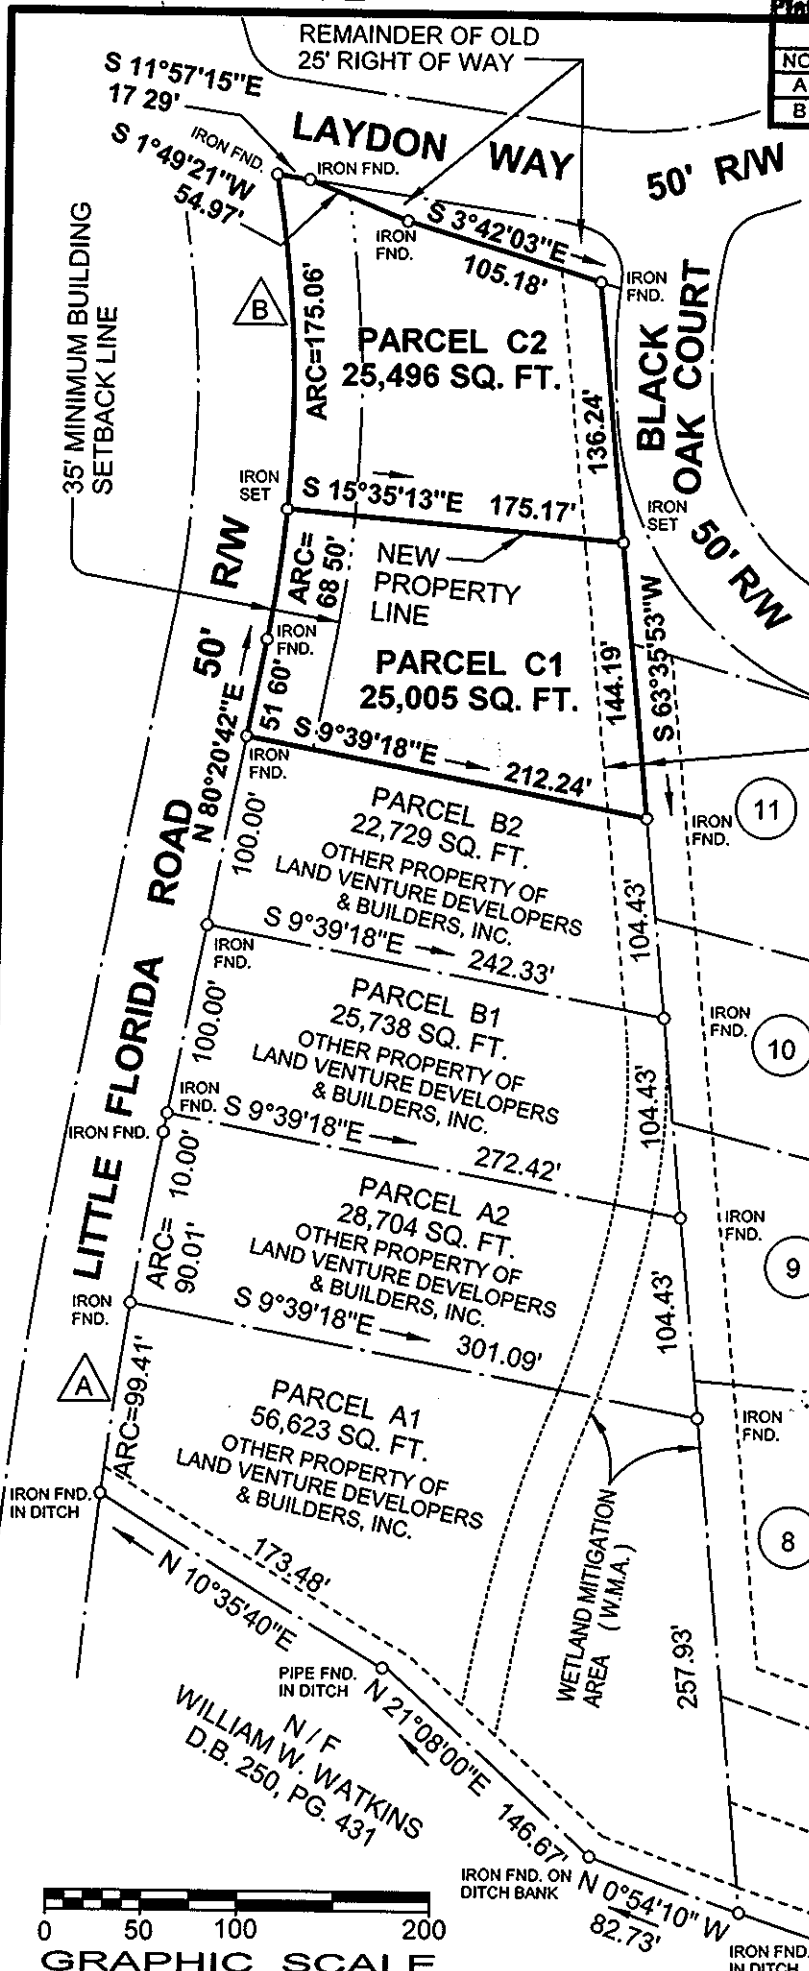 Plat
NO
A
B
REMAINDER OF OLD
25' RIGHT OF WAY
S 11°57'15"E
17 29'
IRON FND.
S 1°49'21"W
54.97'
IRON FND.
LAYDON WAY
50' R/W
IRON
FND.
S 3°42'03"E
105.18'
IRON
FND.
35' MINIMUM BUILDING
SETBACK LINE
B
ARC=175.06'
PARCEL C2
25,496 SQ. FT.
136.24'
BLACK
OAK COURT
50' R/W
IRON
SET
S 15°35'13"E 175.17'
IRON
SET
50' R/W
ARC=
68 50'
NEW
PROPERTY
LINE
IRON
FND.
N 80°20'42"E
51 60'
PARCEL C1
25,005 SQ. FT.
144.19'
S 63°35'53"W
IRON
FND.
S 9°39'18"E
212.24'
IRON
FND.
11
LITTLE FLORIDA ROAD
100.00'
PARCEL B2
22,729 SQ. FT.
OTHER PROPERTY OF
LAND VENTURE DEVELOPERS
& BUILDERS, INC.
104.43'
IRON
FND.
S 9°39'18"E
242.33'
IRON
FND.
10
100.00'
PARCEL B1
25,738 SQ. FT.
OTHER PROPERTY OF
LAND VENTURE DEVELOPERS
& BUILDERS, INC.
104.43'
IRON
FND.
IRON FND.
S 9°39'18"E
272.42'
10.00'
IRON
FND.
9
ARC=
90.01'
PARCEL A2
28,704 SQ. FT.
OTHER PROPERTY OF
LAND VENTURE DEVELOPERS
& BUILDERS, INC.
104.43'
IRON
FND.
S 9°39'18"E
301.09'
IRON
FND.
A
ARC=99.41'
PARCEL A1
56,623 SQ. FT.
OTHER PROPERTY OF
LAND VENTURE DEVELOPERS
& BUILDERS, INC.
8
IRON FND.
IN DITCH
173.48'
N 10°35'40"E
WETLAND MITIGATION
AREA ( W.M.A. )
257.93'
PIPE FND.
IN DITCH
N 21°08'00"E
146.67'
N / F
WILLIAM W. WATKINS
D.B. 250, PG. 431
IRON FND. ON
DITCH BANK
N 0°54'10" W
82.73'
IRON FND.
IN DITCH
0 50 100 200
GRAPHIC SCALE